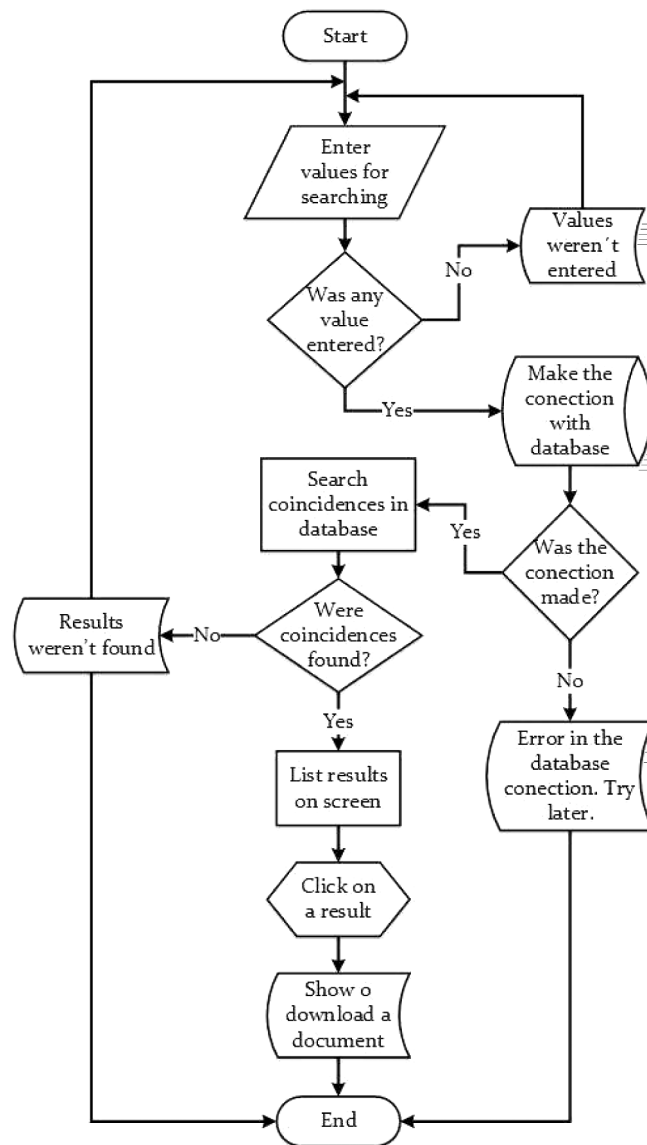 Start
Enter
values for
searching
Values
weren´t
entered
No
Was any
value
entered?
Yes
Make the
conection
with
database
Search
coincidences in
database
Yes
Was the
conection
made?
Results
weren't found
No
Were
coincidences
found?
No
Yes
Error in the
database
conection. Try
later.
List results
on screen
Click on
a result
Show o
download a
document
End